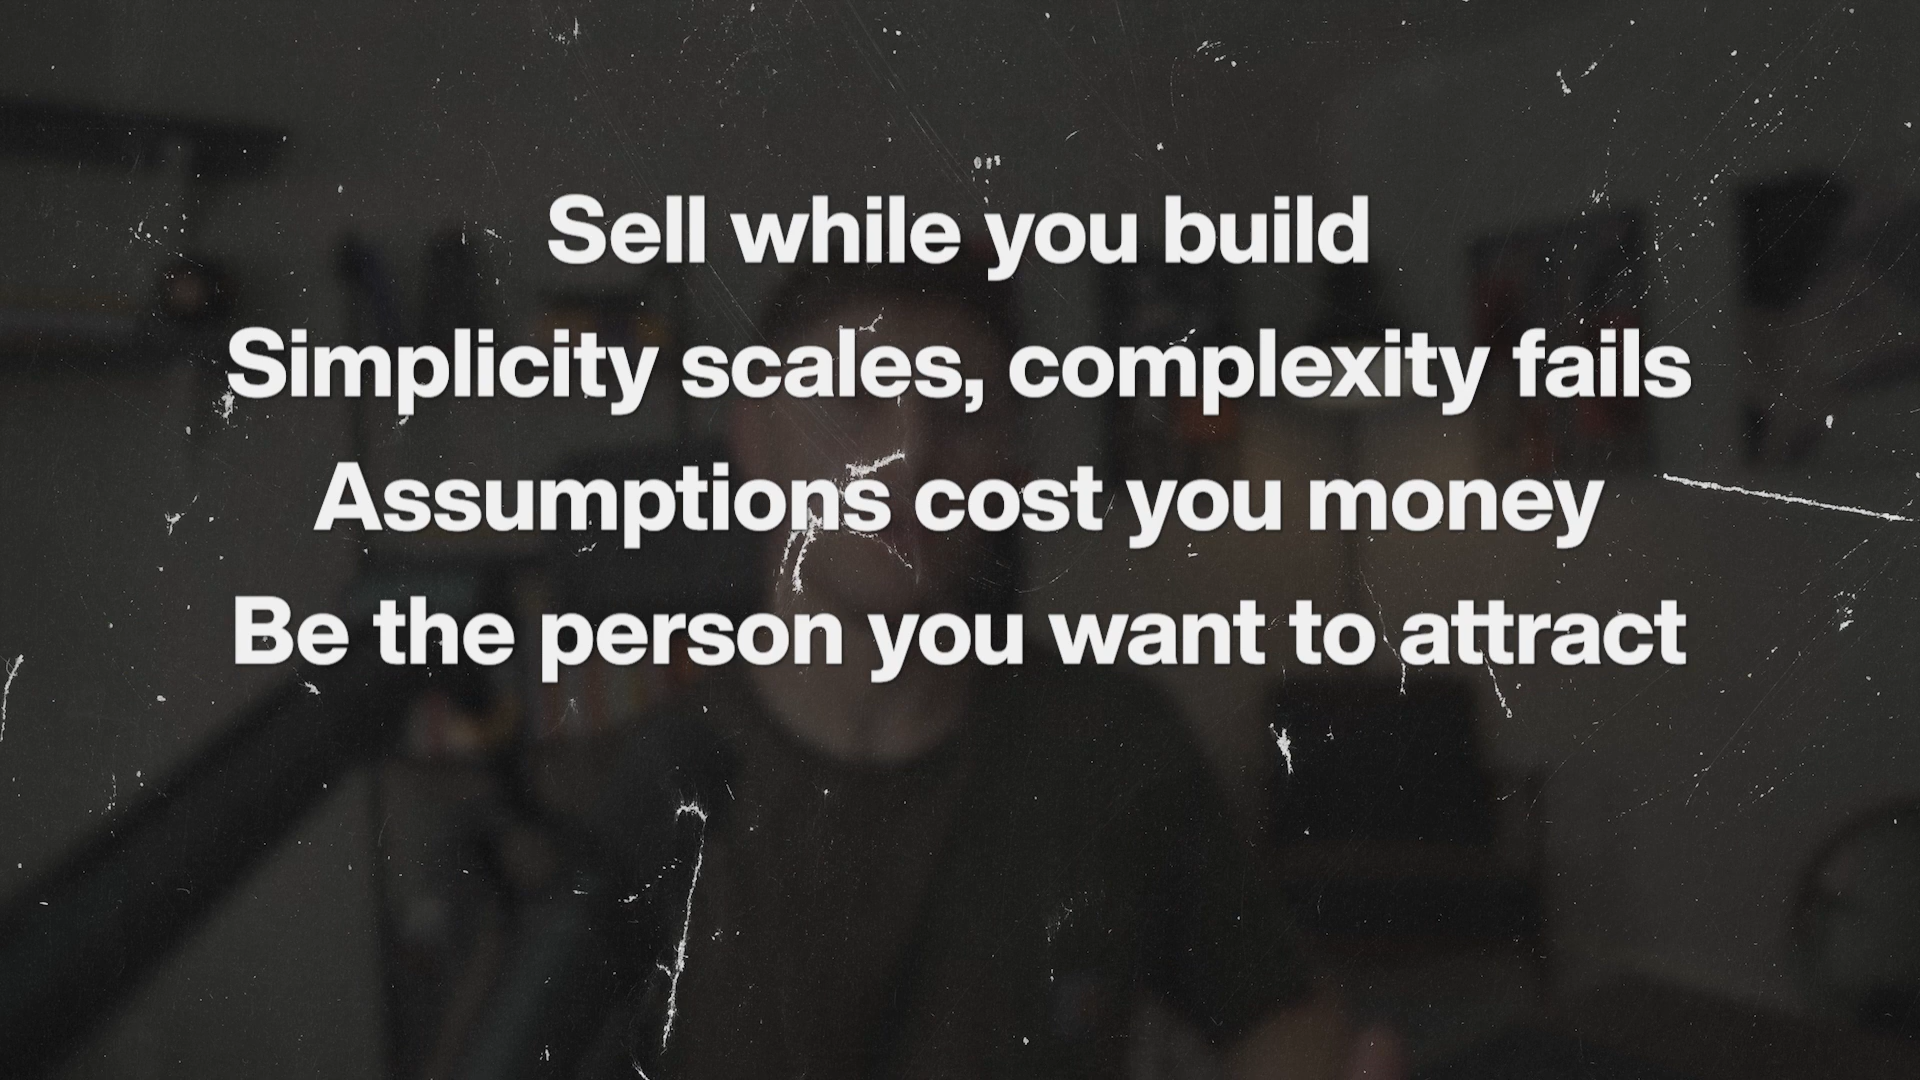 Sell while you build
Simplicity scales, complexity fails
Assumptions cost you money
Be the person you want to attract